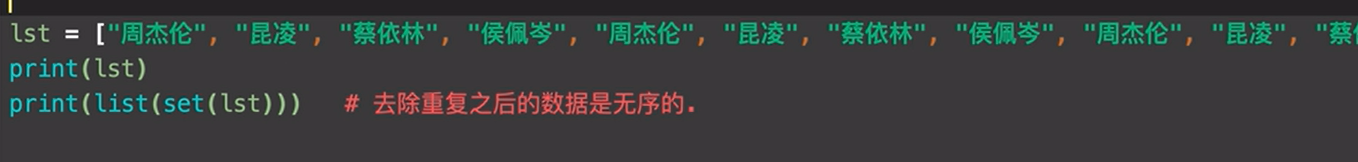 lst = ["周杰伦", "昆凌", "蔡依林", "侯佩岑", "周杰伦", "昆凌", "蔡依林", "侯佩岑", "周杰伦", "昆凌", "蔡
print(lst)
print(list(set(lst)))   # 去除重复之后的数据是无序的.